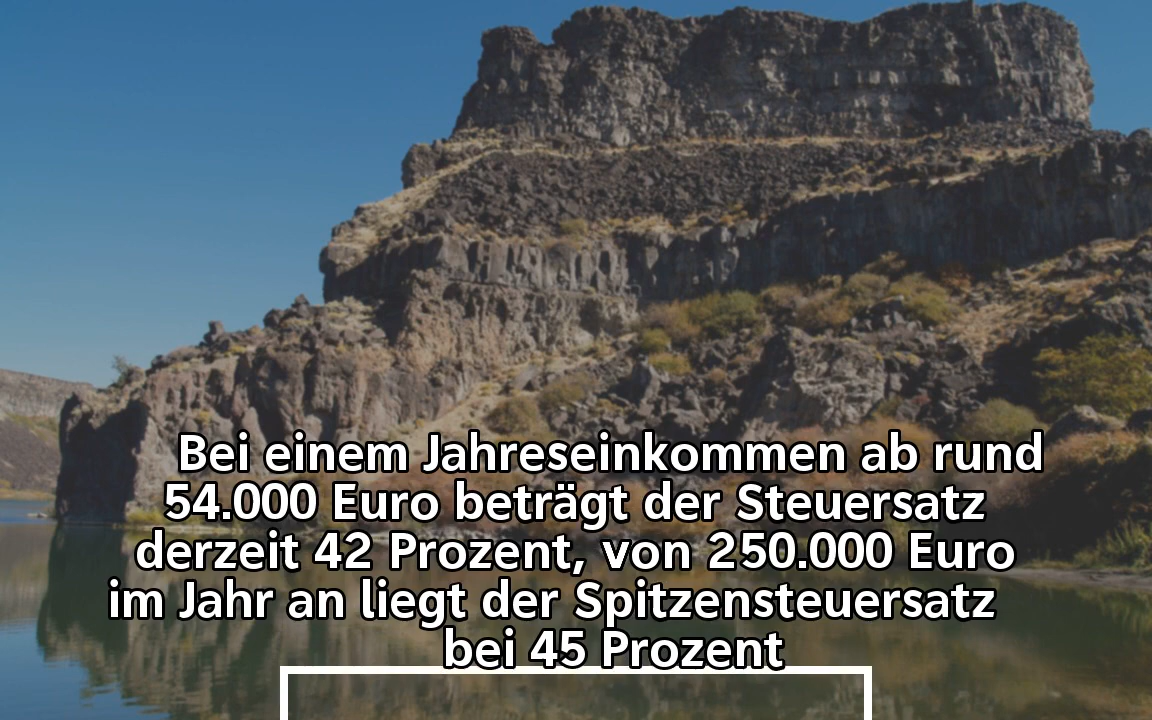 Bei einem Jahreseinkommen ab rund
54.000 Euro beträgt der Steuersatz
derzeit 42 Prozent, von 250.000 Euro
im Jahr an liegt der Spitzensteuersatz
bei 45 Prozent